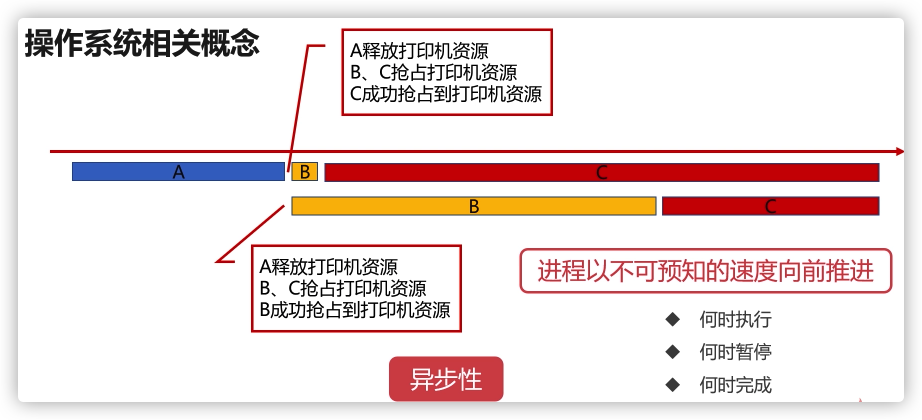 操作系统相关概念
A释放打印机资源
B、C抢占打印机资源
C成功抢占到打印机资源
A
B
C
B
C
A释放打印机资源
B、C抢占打印机资源
B成功抢占到打印机资源
进程以不可预知的速度向前推进
◆ 何时执行
◆ 何时暂停
◆ 何时完成
异步性